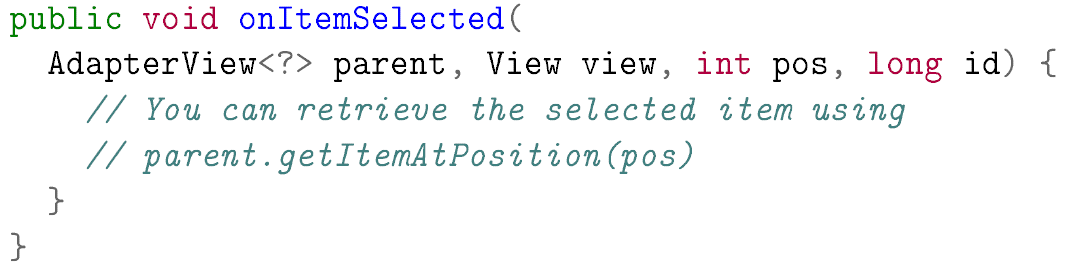 public void onItemSelected(
  AdapterView<?> parent, View view, int pos, long id) {
    // You can retrieve the selected item using
    // parent.getItemAtPosition(pos)
  }
}